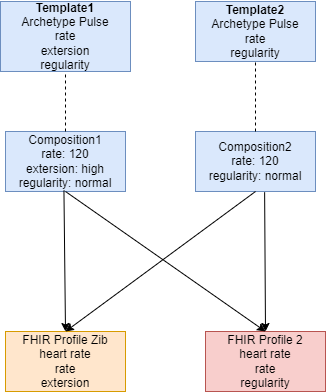 Template1
Archetype Pulse
rate
extersion
regularity
Template2
Archetype Pulse
rate
regularity
Composition1
rate: 120
extersion: high
regularity: normal
Composition2
rate: 120
regularity: normal
FHIR Profile Zib
heart rate
rate
extersion
FHIR Profile 2
heart rate
rate
regularity